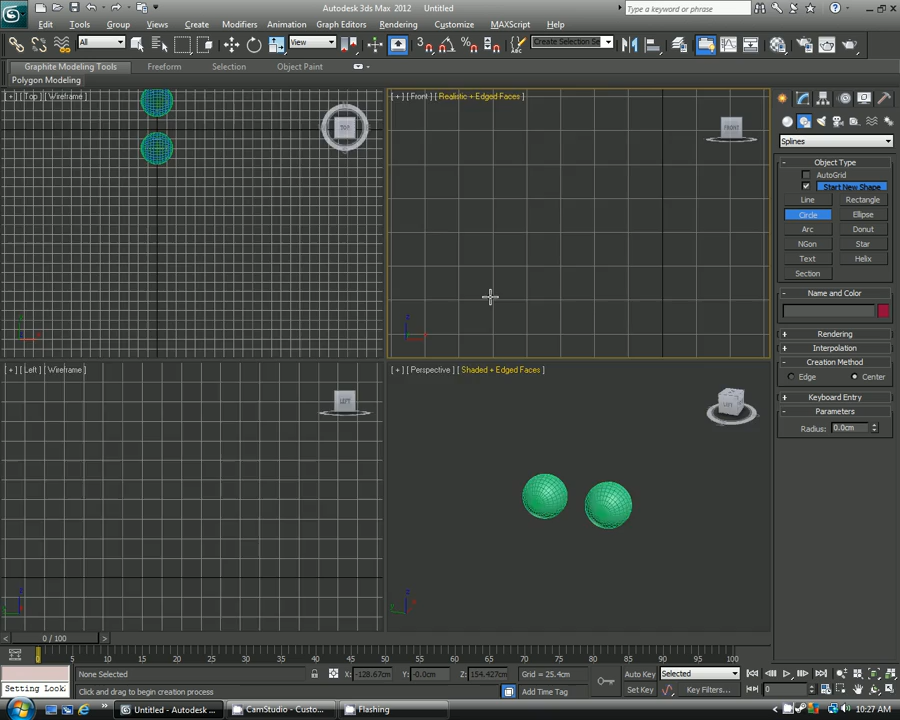 Autodesk 3ds Max 2012 Untitled
Type a keyword or phrase
Edit Tools Group Views Create Modifiers Animation Graph Editors Rendering Customize MAXScript Help
All View Create Selection Se
Graphite Modeling Tools Freeform Selection Object Paint
Polygon Modeling
[ + ] [ Top ] [ Wireframe ]
TOP
[ + ] [ Front ] [ Realistic + Edged Faces ]
FRONT
[ + ] [ Left ] [ Wireframe ]
LEFT
[ + ] [ Perspective ] [ Shaded + Edged Faces ]
LEFT
Splines
- Object Type
AutoGrid
Start New Shape
Line Rectangle
Circle Ellipse
Arc Donut
NGon Star
Text Helix
Section
- Name and Color
+ Rendering
+ Interpolation
- Creation Method
Edge Center
+ Keyboard Entry
- Parameters
Radius: 0.0cm
< 0 / 100 >
0 5 10 15 20 25 30 35 40 45 50 55 60 65 70 75 80 85 90 95 100
None Selected X: -128.67cm Y: -0.0cm Z: 154.427cm Grid = 25.4cm Auto Key Selected
Setting Look Click and drag to begin creation process Add Time Tag Set Key Key Filters... 0
Untitled - Autodesk ... CamStudio - Custo... Flashing 10:27 AM